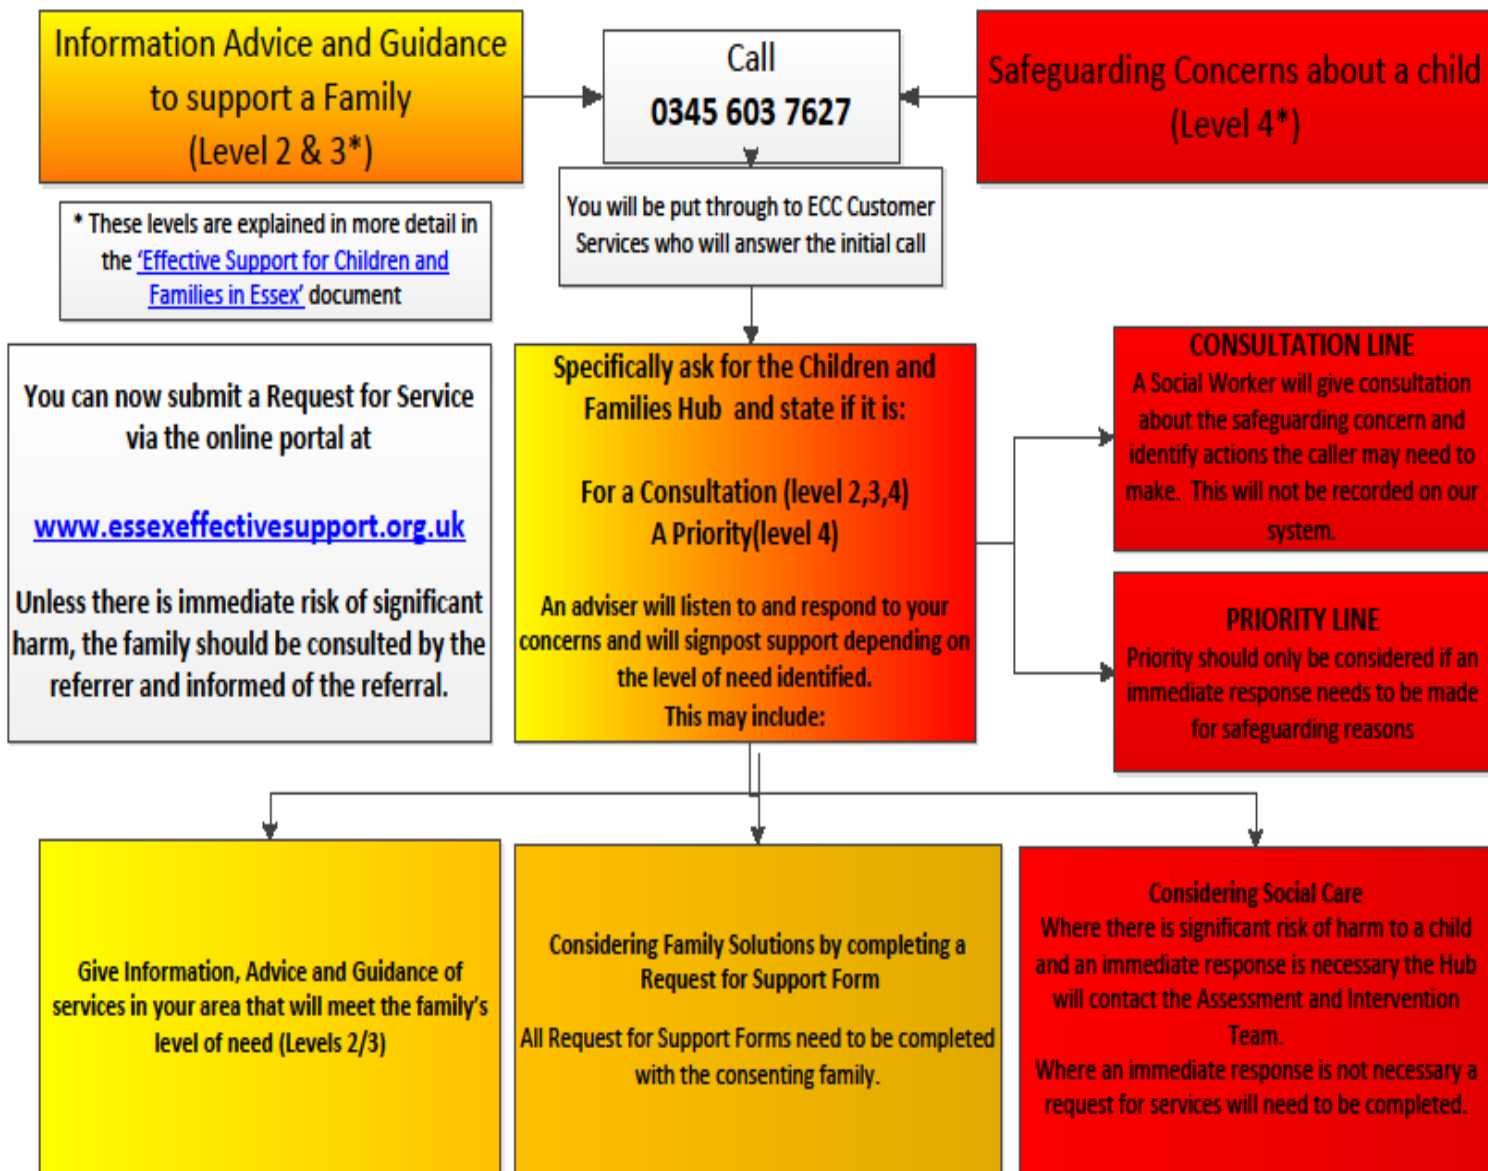 Information Advice and Guidance
to support a Family
(Level 2 & 3*)
Call
0345 603 7627
Safeguarding Concerns about a child
(Level 4*)
* These levels are explained in more detail in
the ‘Effective Support for Children and
Families in Essex’ document
You will be put through to ECC Customer
Services who will answer the initial call
You can now submit a Request for Service
via the online portal at
www.essexeffectivesupport.org.uk
Unless there is immediate risk of significant
harm, the family should be consulted by the
referrer and informed of the referral.
Specifically ask for the Children and
Families Hub and state if it is:
For a Consultation (level 2,3,4)
A Priority(level 4)
An adviser will listen to and respond to your
concerns and will signpost support depending on
the level of need identified.
This may include:
CONSULTATION LINE
A Social Worker will give consultation
about the safeguarding concern and
identify actions the caller may need to
make. This will not be recorded on our
system.
PRIORITY LINE
Priority should only be considered if an
immediate response needs to be made
for safeguarding reasons
Give Information, Advice and Guidance of
services in your area that will meet the family’s
level of need (Levels 2/3)
Considering Family Solutions by completing a
Request for Support Form
All Request for Support Forms need to be completed
with the consenting family.
Considering Social Care
Where there is significant risk of harm to a child
and an immediate response is necessary the Hub
will contact the Assessment and Intervention
Team.
Where an immediate response is not necessary a
request for services will need to be completed.